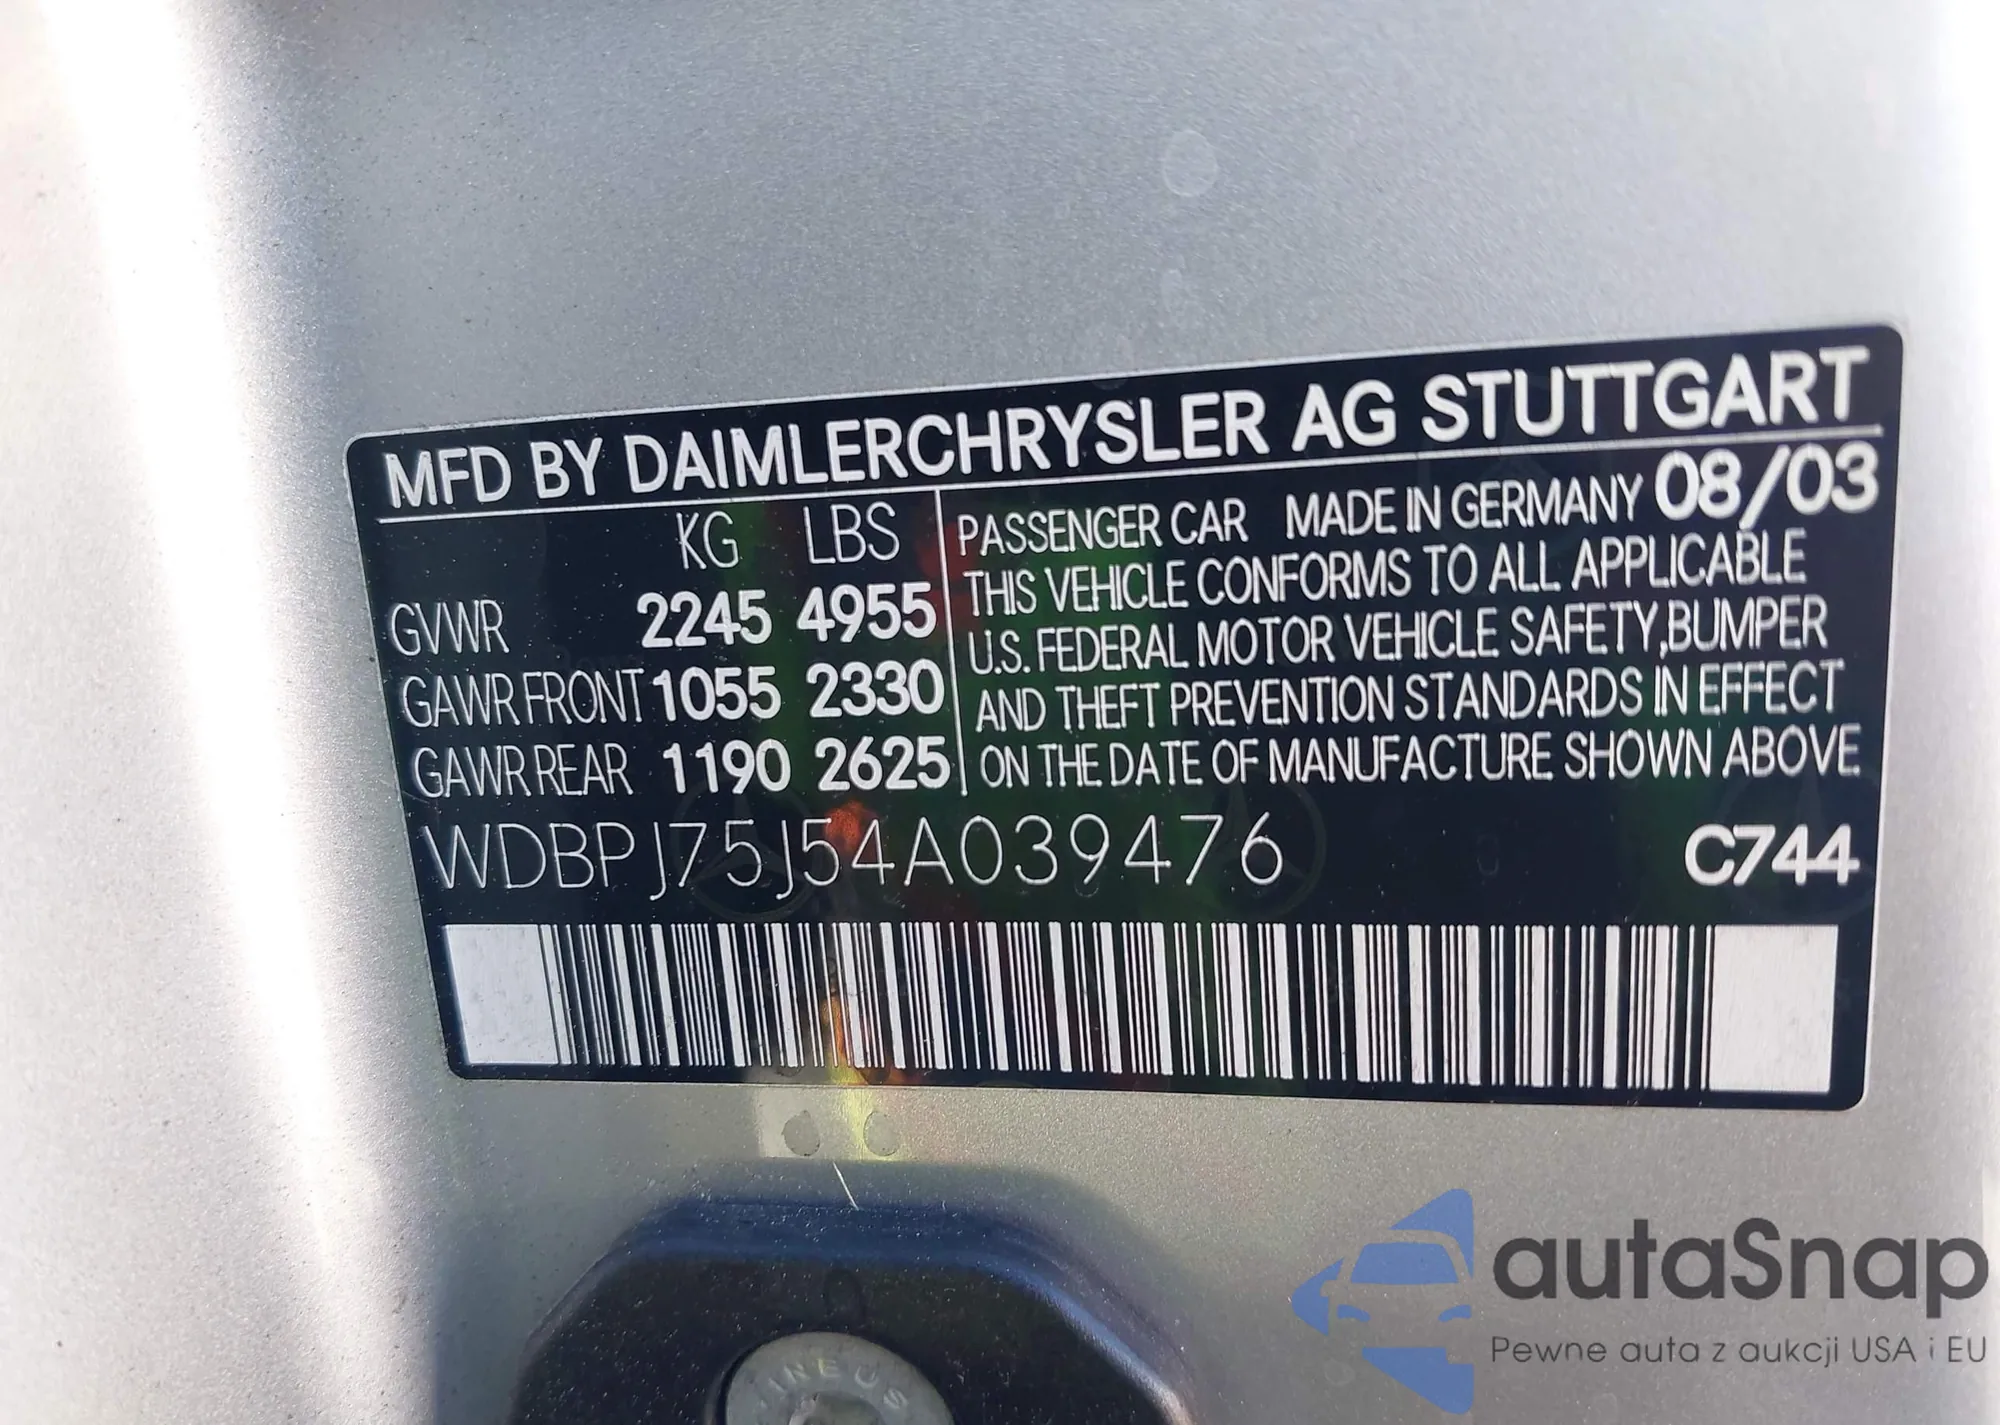 MFD BY DAIMLERCHRYSLER AG STUTTGART
KG LBS
GVWR 2245 4955
GAWR FRONT 1055 2330
GAWR REAR 1190 2625
PASSENGER CAR MADE IN GERMANY 08/03
THIS VEHICLE CONFORMS TO ALL APPLICABLE
U.S. FEDERAL MOTOR VEHICLE SAFETY,BUMPER
AND THEFT PREVENTION STANDARDS IN EFFECT
ON THE DATE OF MANUFACTURE SHOWN ABOVE.
WDBPJ75J54A039476 C744
autaSnap
Pewne auta z aukcji USA i EU